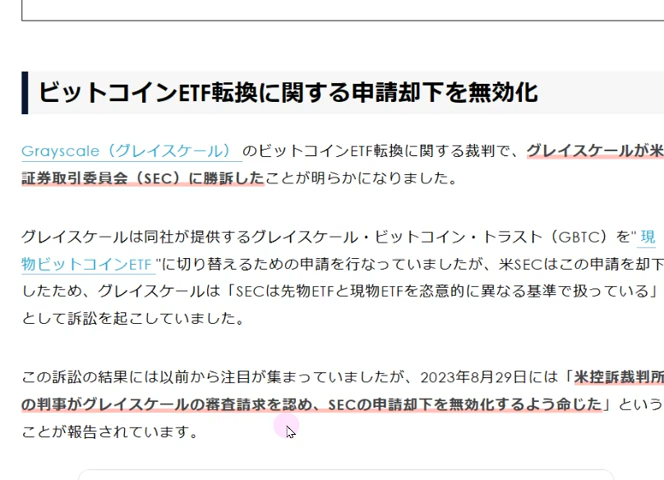 ビットコインETF転換に関する申請却下を無効化
Grayscale（グレイスケール） のビットコインETF転換に関する裁判で、グレイスケールが米
証券取引委員会（SEC）に勝訴したことが明らかになりました。
グレイスケールは同社が提供するグレイスケール・ビットコイン・トラスト（GBTC）を"現
物ビットコインETF"に切り替えるための申請を行なっていましたが、米SECはこの申請を却下
したため、グレイスケールは「SECは先物ETFと現物ETFを恣意的に異なる基準で扱っている」
として訴訟を起こしていました。
この訴訟の結果には以前から注目が集まっていましたが、2023年8月29日には「米控訴裁判所
の判事がグレイスケールの審査請求を認め、SECの申請却下を無効化するよう命じた」という
ことが報告されています。